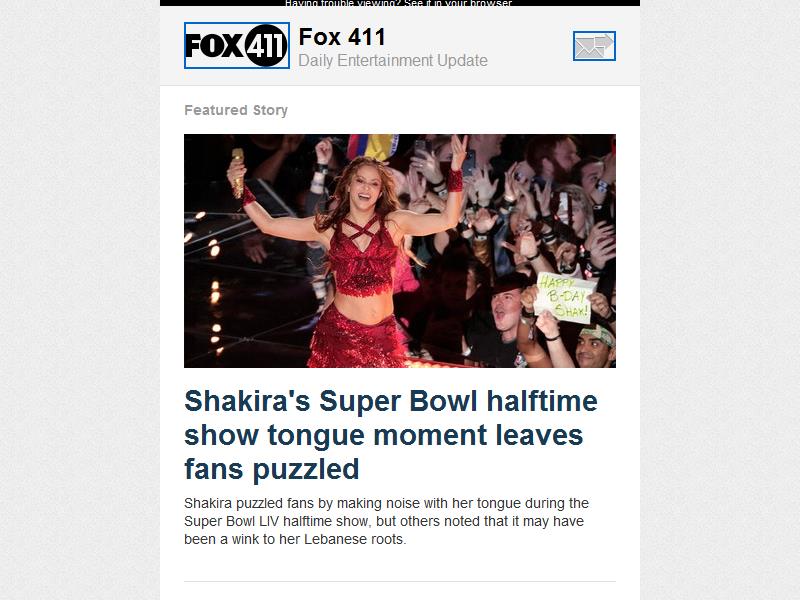 Having trouble viewing? See it in your browser
FOX 411
Fox 411
Daily Entertainment Update
Featured Story
HAPPY
B-DAY
SHAK!
Shakira's Super Bowl halftime
show tongue moment leaves
fans puzzled
Shakira puzzled fans by making noise with her tongue during the
Super Bowl LIV halftime show, but others noted that it may have
been a wink to her Lebanese roots.